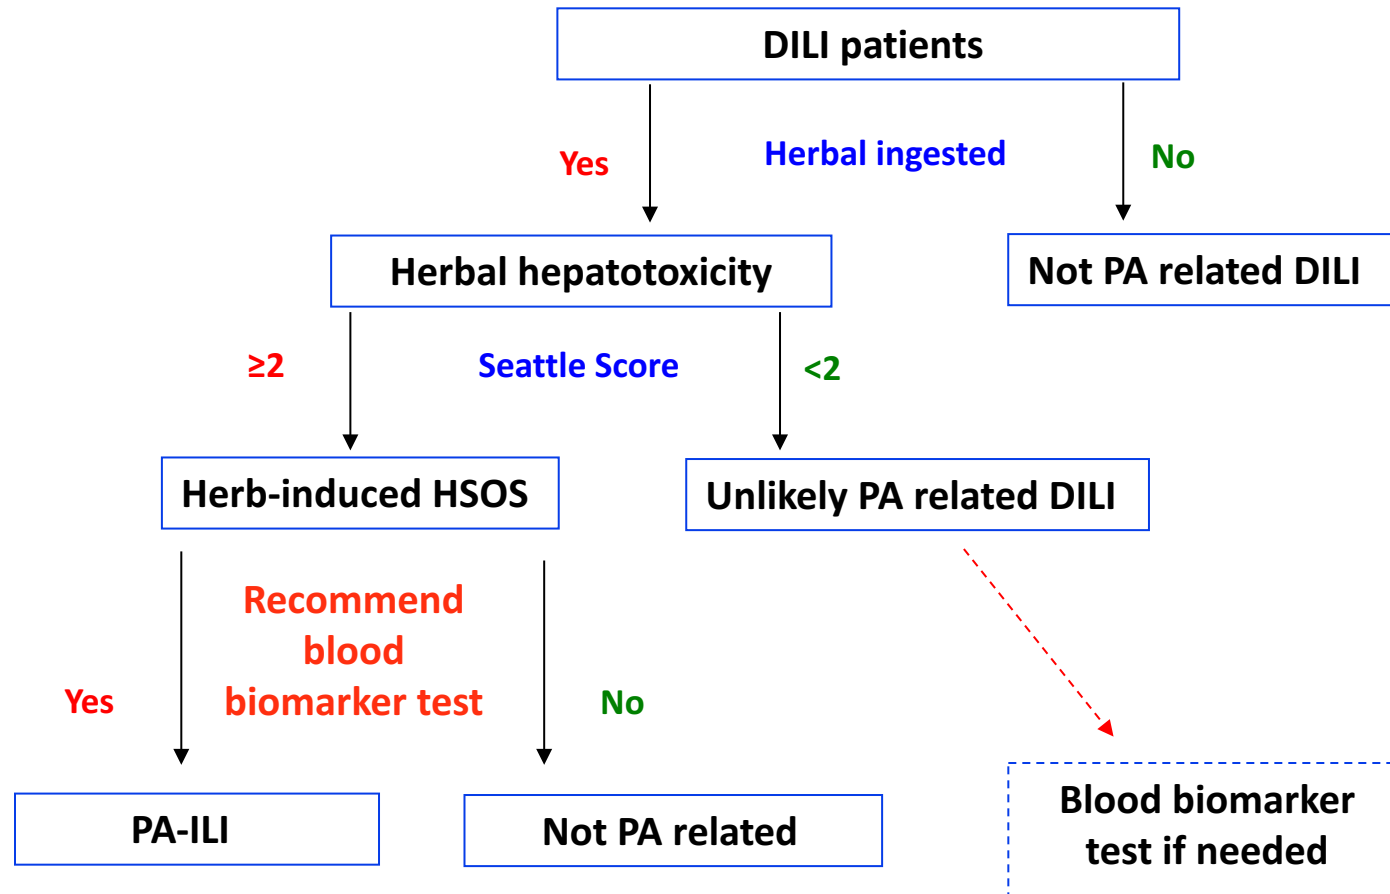 DILI patients
Yes
Herbal ingested
No
Herbal hepatotoxicity
Not PA related DILI
≥2
Seattle Score
<2
Herb-induced HSOS
Unlikely PA related DILI
Recommend
blood
biomarker test
Yes
No
PA-ILI
Not PA related
Blood biomarker
test if needed